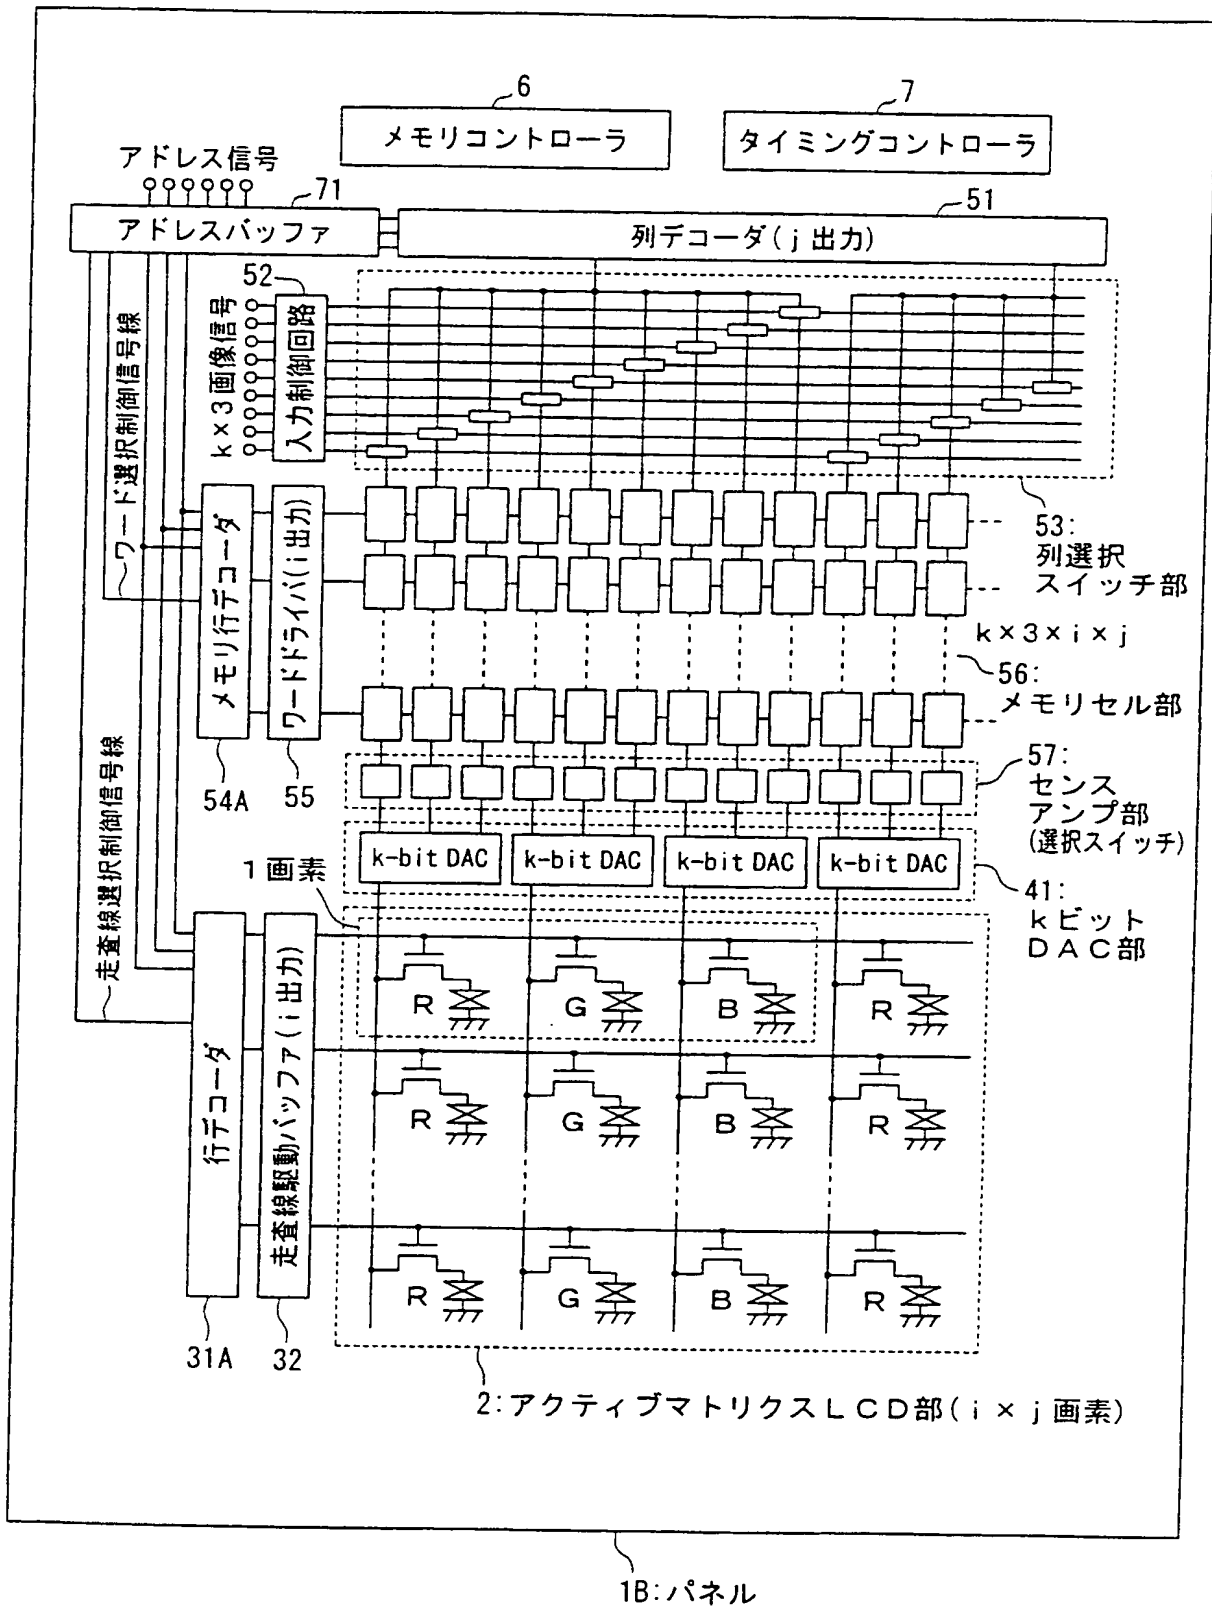 6
7
メモリコントローラ
タイミングコントローラ
アドレス信号
71
51
アドレスバッファ
列デコーダ(j出力)
52
k×3画像信号
入力制御回路
ワード選択制御信号線
走査線選択制御信号線
メモリ行デコーダ
ワードドライバ(i出力)
54A
55
53:
列選択
スイッチ部
k×3×i×j
56:
メモリセル部
57:
センス
アンプ部
(選択スイッチ)
k-bit DAC
k-bit DAC
k-bit DAC
k-bit DAC
41:
kビット
DAC部
1画素
行デコーダ
走査線駆動バッファ(i出力)
31A
32
R
G
B
R
R
G
B
R
R
G
B
R
2:アクティブマトリクスLCD部(i×j画素)
1B:パネル